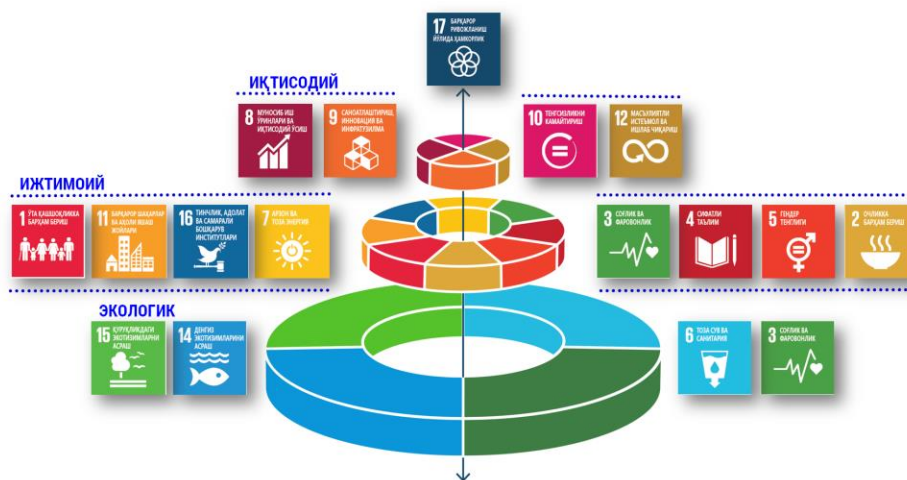 17 БАРҚАРОР
РИВОЖЛАНИШ
ЙЎЛИДА ҲАМКОРЛИК
ИҚТИСОДИЙ
8 МУНОСИБ ИШ
ЎРИНЛАРИ ВА
ИҚТИСОДИЙ ЎСИШ
9 САНОАТЛАШТИРИШ,
ИННОВАЦИЯ ВА
ИНФРАТУЗИЛМА
10 ТЕНГСИЗЛИКНИ
КАМАЙТИРИШ
12 МАСЪУЛИЯТЛИ
ИСТЕЪМОЛ ВА
ИШЛАБ ЧИҚАРИШ
ИЖТИМОИЙ
1 ЎТА ҚАШШОҚЛИККА
БАРҲАМ БЕРИШ
11 БАРҚАРОР ШАҲАРЛАР
ВА АҲОЛИ ЯШАШ
ЖОЙЛАРИ
16 ТИНЧЛИК, АДОЛАТ
ВА САМАРАЛИ
БОШҚАРУВ
ИНСТИТУТЛАРИ
7 АРЗОН ВА
ТОЗА ЭНЕРГИЯ
3 СОҒЛИК ВА
ФАРОВОНЛИК
4 СИФАТЛИ
ТАЪЛИМ
5 ГЕНДЕР
ТЕНГЛИГИ
2 ОЧЛИККА
БАРҲАМ БЕРИШ
ЭКОЛОГИК
15 ҚУРУҚЛИКДАГИ
ЭКОТИЗИМЛАРНИ
АСРАШ
14 ДЕНГИЗ
ЭКОТИЗИМЛАРИНИ
АСРАШ
6 ТОЗА СУВ ВА
САНИТАРИЯ
3 СОҒЛИК ВА
ФАРОВОНЛИК